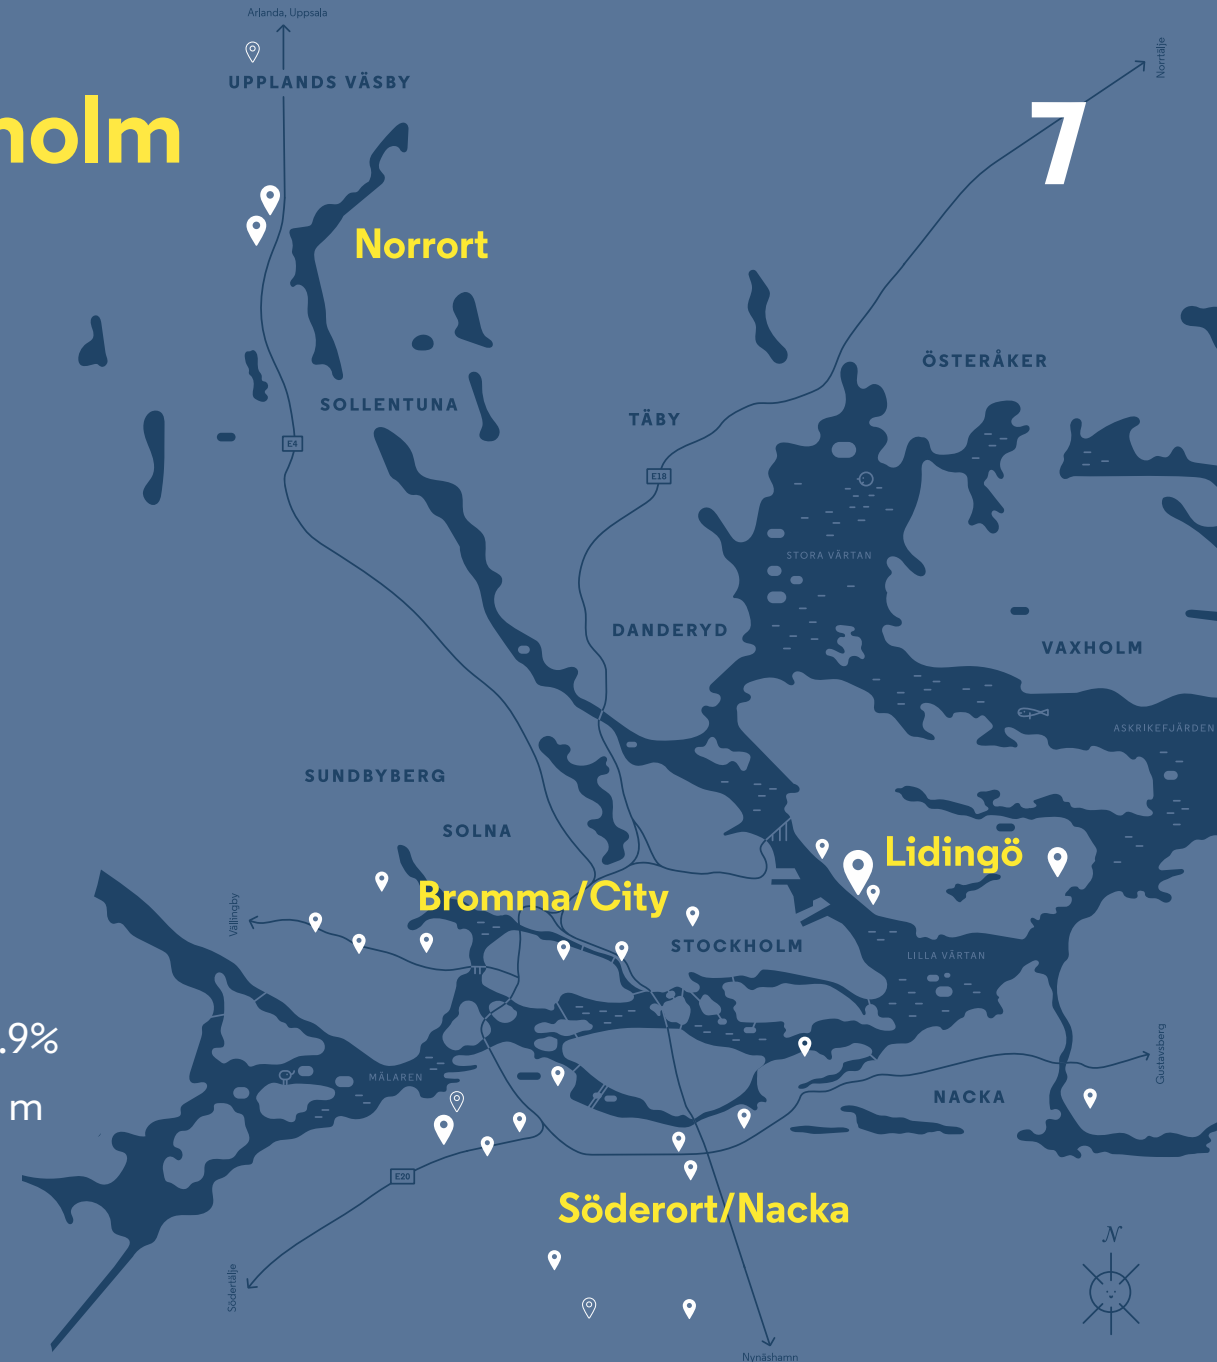 Arlanda, Uppsala
UPPLANDS VÄSBY
Norrtälje
holm
7
Norrort
ÖSTERÅKER
SOLLENTUNA
TÄBY
E4
E18
STORA VÄRTAN
DANDERYD
VAXHOLM
ASKRIKEFJÄRDEN
SUNDBYBERG
SOLNA
Lidingö
Bromma/City
Vällingby
STOCKHOLM
LILLA VÄRTAN
.9%
Gustavsberg
MÄLAREN
NACKA
m
E20
Söderort/Nacka
N
Södertälje
Nynäshamn